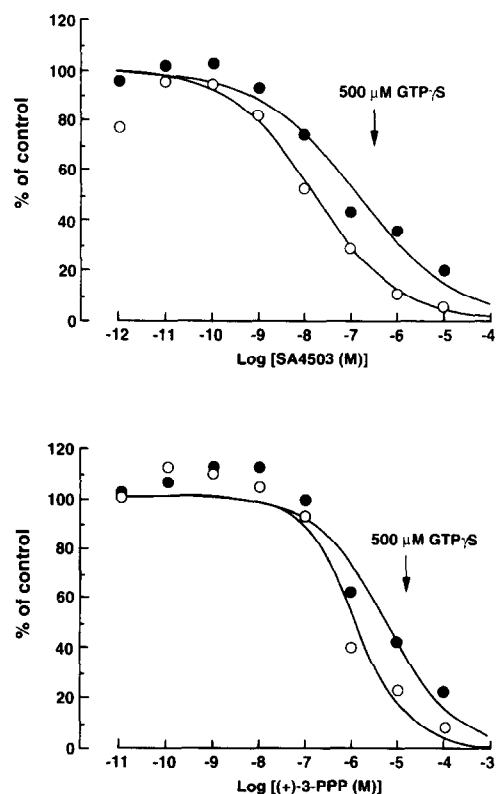 120
100
80
60
40
20
0
% of control
500 μM GTPγS
-12 -11 -10 -9 -8 -7 -6 -5 -4
Log [SA4503 (M)]
120
100
80
60
40
20
0
% of control
500 μM GTPγS
-11 -10 -9 -8 -7 -6 -5 -4 -3
Log [(+)-3-PPP (M)]